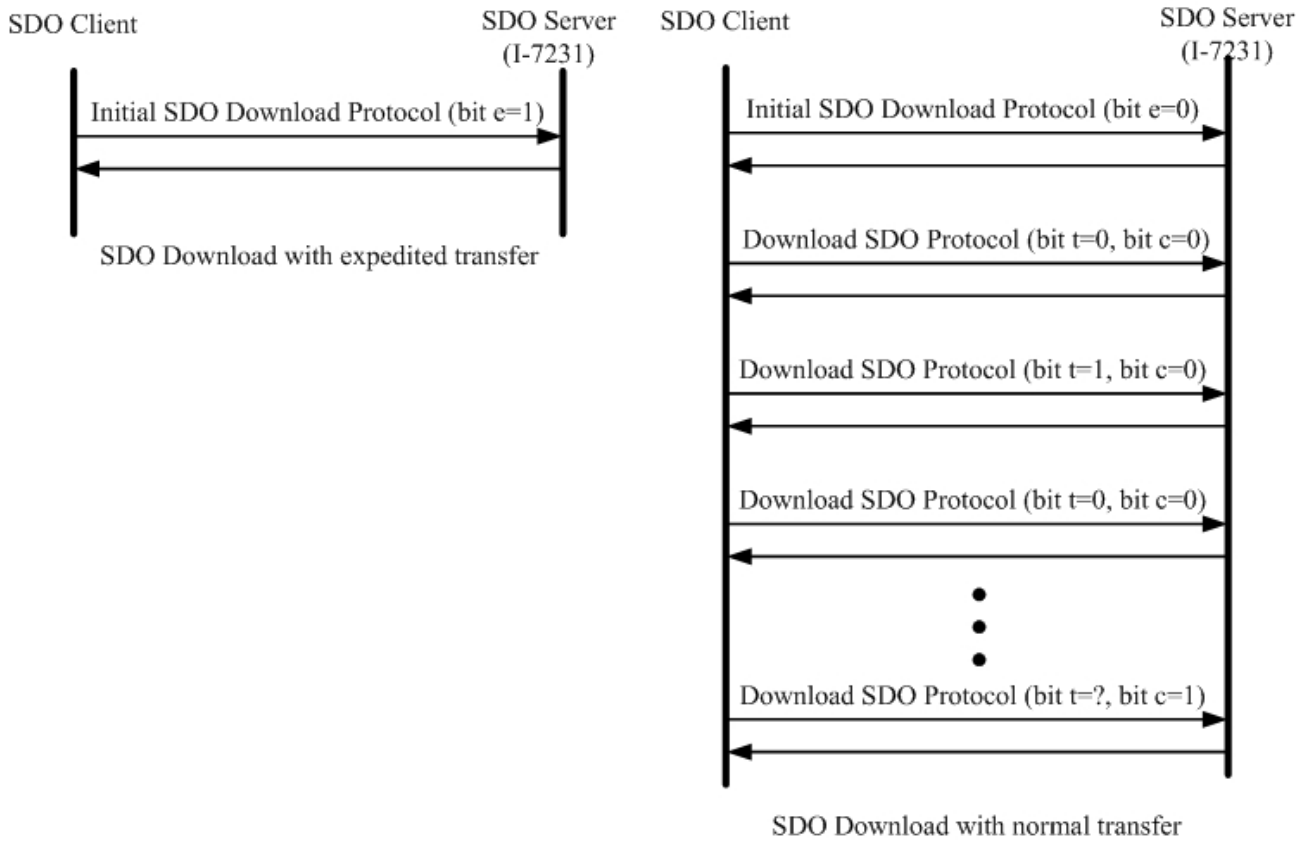 SDO Client
SDO Server
(I-7231)
Initial SDO Download Protocol (bit e=1)
SDO Download with expedited transfer
SDO Client
SDO Server
(I-7231)
Initial SDO Download Protocol (bit e=0)
Download SDO Protocol (bit t=0, bit c=0)
Download SDO Protocol (bit t=1, bit c=0)
Download SDO Protocol (bit t=0, bit c=0)
Download SDO Protocol (bit t=?, bit c=1)
SDO Download with normal transfer